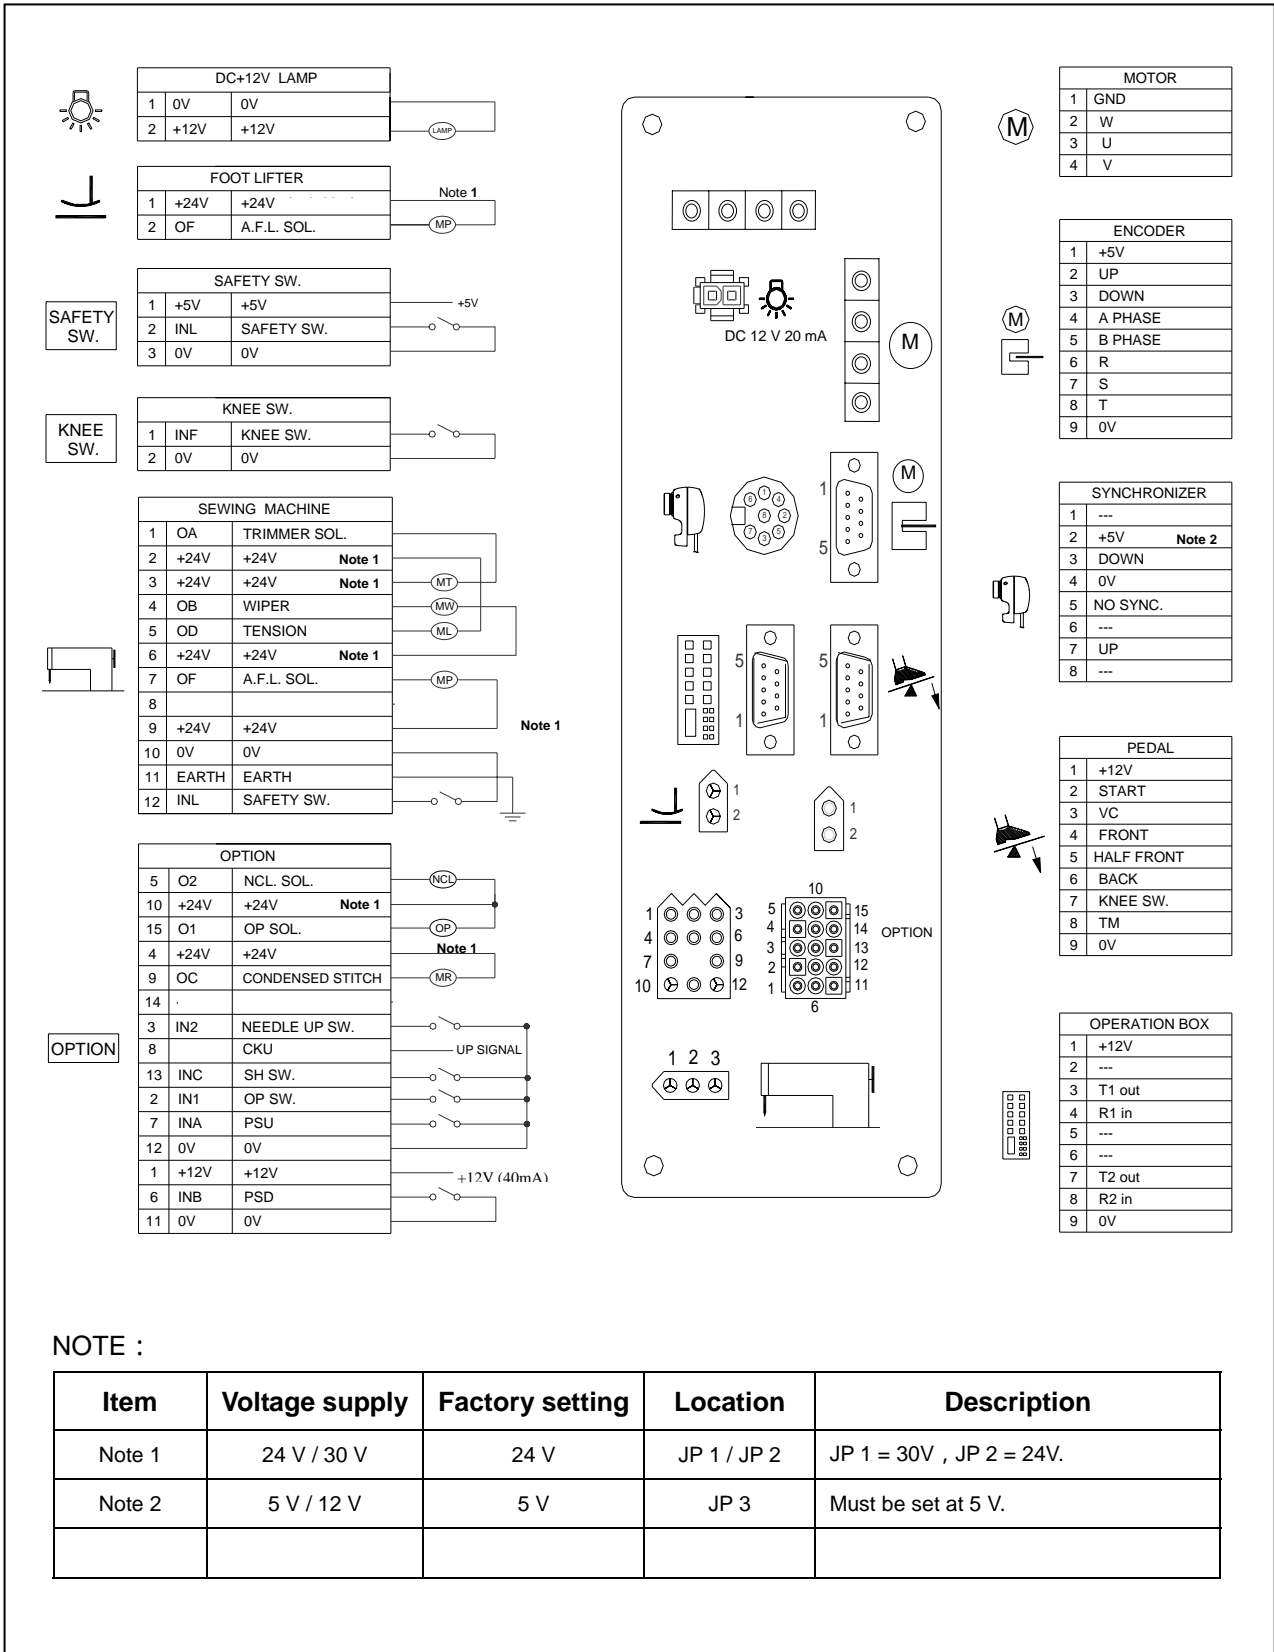 DC+12V LAMP
1 0V 0V
2 +12V +12V
LAMP
FOOT LIFTER
1 +24V +24V
2 OF A.F.L. SOL.
Note 1
MP
SAFETY SW.
SAFETY SW.
1 +5V +5V
2 INL SAFETY SW.
3 0V 0V
+5V
KNEE SW.
KNEE SW.
1 INF KNEE SW.
2 0V 0V
SEWING MACHINE
1 OA TRIMMER SOL.
2 +24V +24V Note 1
3 +24V +24V Note 1 MT
4 OB WIPER MW
5 OD TENSION ML
6 +24V +24V Note 1
7 OF A.F.L. SOL. MP
8
9 +24V +24V Note 1
10 0V 0V
11 EARTH EARTH
12 INL SAFETY SW.
OPTION
OPTION
5 O2 NCL. SOL. NCL
10 +24V +24V Note 1
15 O1 OP SOL. OP
4 +24V +24V Note 1
9 OC CONDENSED STITCH MR
14
3 IN2 NEEDLE UP SW.
8 CKU UP SIGNAL
13 INC SH SW.
2 IN1 OP SW.
7 INA PSU
12 0V 0V
1 +12V +12V +12V (40mA)
6 INB PSD
11 0V 0V
DC 12 V 20 mA
M
M
1
5
6 1 4
8 2
7 3 5
5
1
5
1
1
2
1
2
1 3
4 6
7 9
10 12
10
5 15
4 14
3 13
2 12
1 11
6
OPTION
1 2 3
M
MOTOR
1 GND
2 W
3 U
4 V
M
ENCODER
1 +5V
2 UP
3 DOWN
4 A PHASE
5 B PHASE
6 R
7 S
8 T
9 0V
SYNCHRONIZER
1 ---
2 +5V Note 2
3 DOWN
4 0V
5 NO SYNC.
6 ---
7 UP
8 ---
PEDAL
1 +12V
2 START
3 VC
4 FRONT
5 HALF FRONT
6 BACK
7 KNEE SW.
8 TM
9 0V
OPERATION BOX
1 +12V
2 ---
3 T1 out
4 R1 in
5 ---
6 ---
7 T2 out
8 R2 in
9 0V
NOTE :
Item Voltage supply Factory setting Location Description
Note 1 24 V / 30 V 24 V JP 1 / JP 2 JP 1 = 30V , JP 2 = 24V.
Note 2 5 V / 12 V 5 V JP 3 Must be set at 5 V.